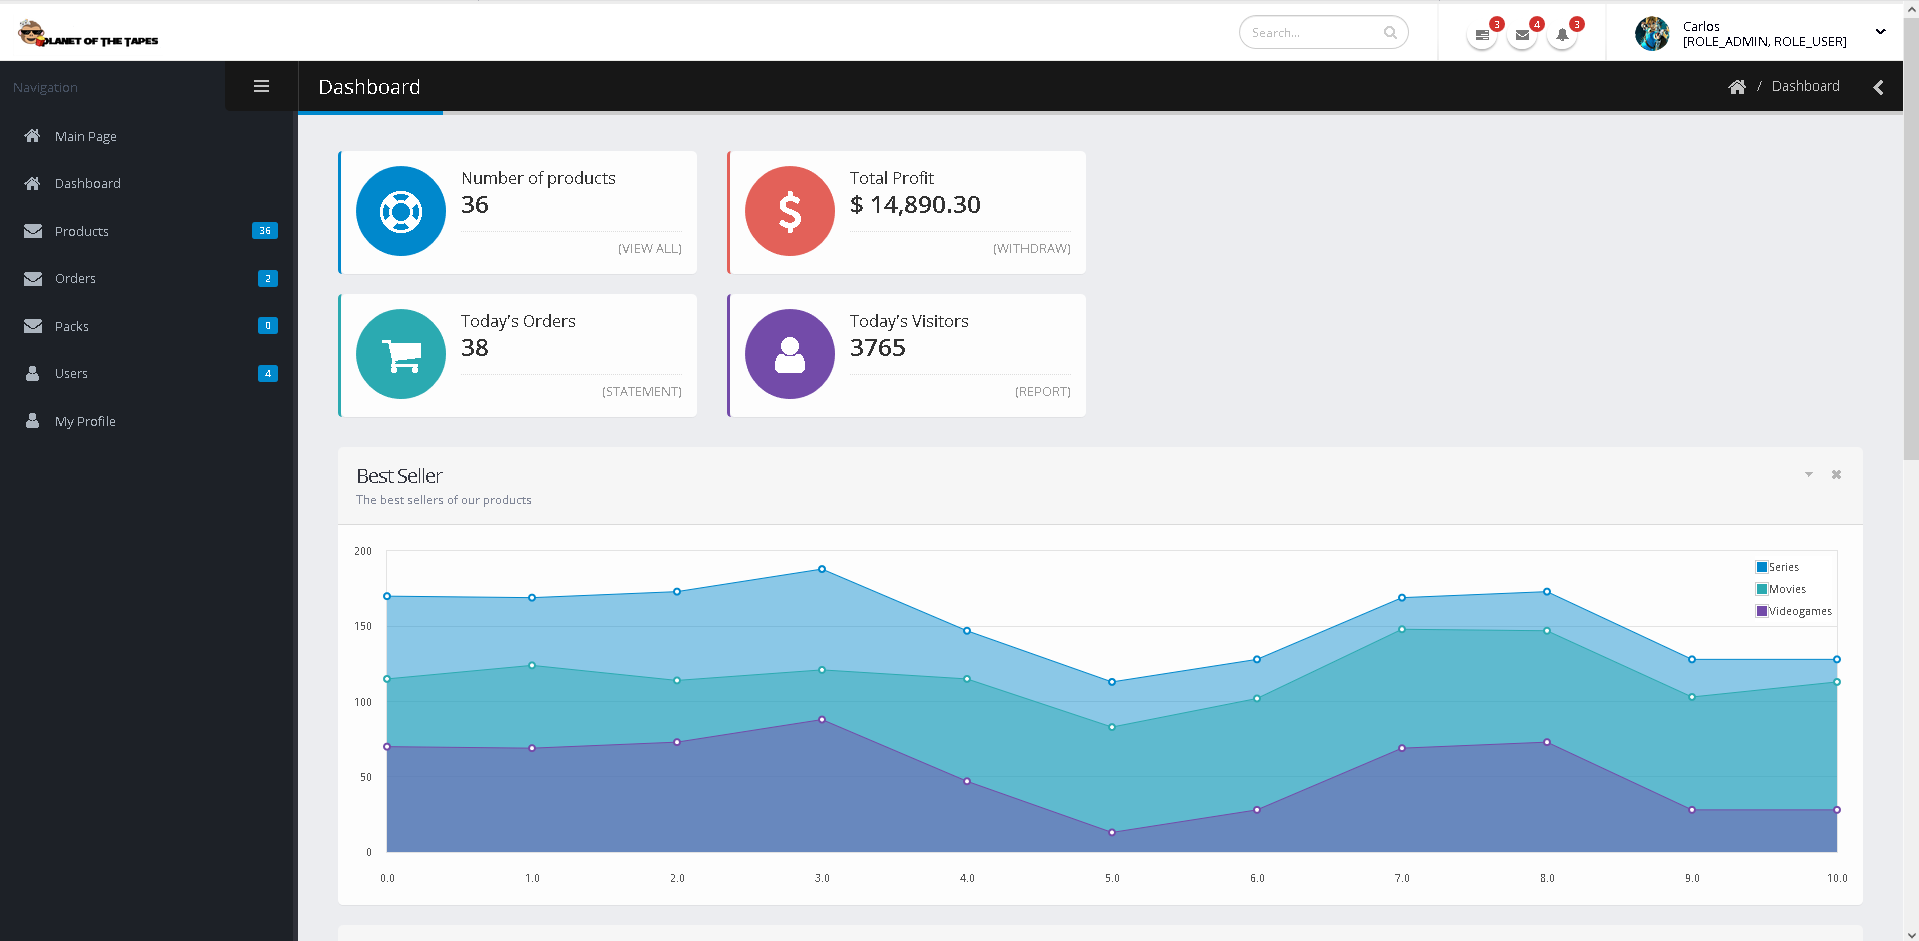 PLANET OF THE TAPES
Search...
3
4
3
Carlos
[ROLE_ADMIN, ROLE_USER]
Navigation
Dashboard
/ Dashboard
Main Page
Dashboard
Products 36
Orders 2
Packs 0
Users 4
My Profile
Number of products
36
(VIEW ALL)
Total Profit
$ 14,890.30
(WITHDRAW)
Today's Orders
38
(STATEMENT)
Today's Visitors
3765
(REPORT)
Best Seller
The best sellers of our products
200
150
100
50
0
Series
Movies
Videogames
0.0 1.0 2.0 3.0 4.0 5.0 6.0 7.0 8.0 9.0 10.0